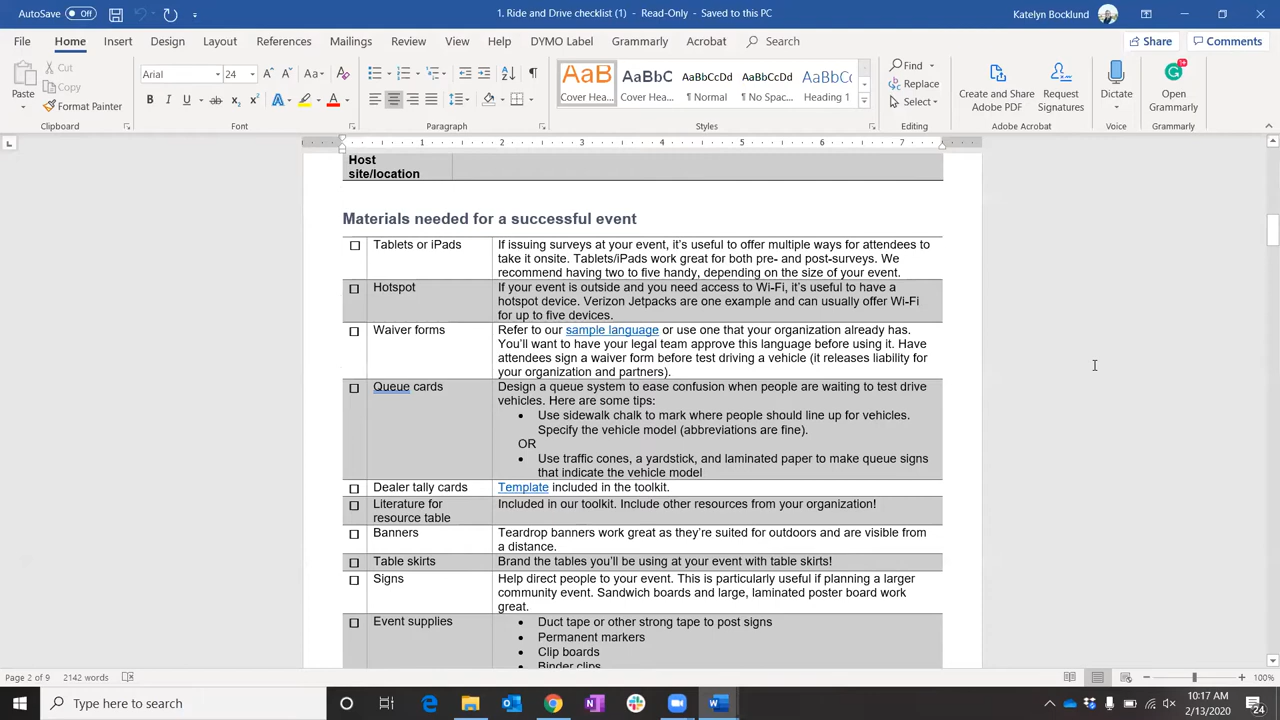 AutoSave Off
1. Ride and Drive checklist (1) - Read-Only - Saved to this PC
Katelyn Bocklund
File Home Insert Draw Design Layout References Mailings Review View Help DYMO Label Grammarly Acrobat Search
Share Comments
Paste
Cut
Copy
Format Painter
Clipboard
Arial 24
Font
Paragraph
AaB AaBbC AaBbCcDd AaBbCcDd AaBbC
Cover Hea... Cover Hea... ¶ Normal ¶ No Spac... Heading 1
Styles
Find
Replace
Select
Editing
Create and Share Adobe PDF
Request Signatures
Adobe Acrobat
Dictate
Voice
Open Grammarly
Grammarly
1 2 3 4 5 6 7
Host
site/location
Materials needed for a successful event
Tablets or iPads
If issuing surveys at your event, it’s useful to offer multiple ways for attendees to
take it onsite. Tablets/iPads work great for both pre- and post-surveys. We
recommend having two to five handy, depending on the size of your event.
Hotspot
If your event is outside and you need access to Wi-Fi, it’s useful to have a
hotspot device. Verizon Jetpacks are one example and can usually offer Wi-Fi
for up to five devices.
Waiver forms
Refer to our sample language or use one that your organization already has.
You’ll want to have your legal team approve this language before using it. Have
attendees sign a waiver form before test driving a vehicle (it releases liability for
your organization and partners).
Queue cards
Design a queue system to ease confusion when people are waiting to test drive
vehicles. Here are some tips:
• Use sidewalk chalk to mark where people should line up for vehicles.
Specify the vehicle model (abbreviations are fine).
OR
• Use traffic cones, a yardstick, and laminated paper to make queue signs
that indicate the vehicle model
Dealer tally cards
Template included in the toolkit.
Literature for
resource table
Included in our toolkit. Include other resources from your organization!
Banners
Teardrop banners work great as they’re suited for outdoors and are visible from
a distance.
Table skirts
Brand the tables you’ll be using at your event with table skirts!
Signs
Help direct people to your event. This is particularly useful if planning a larger
community event. Sandwich boards and large, laminated poster board work
great.
Event supplies
• Duct tape or other strong tape to post signs
• Permanent markers
• Clip boards
• Binder clips
Page 2 of 9 2142 words
100%
Type here to search
10:17 AM
2/13/2020
24